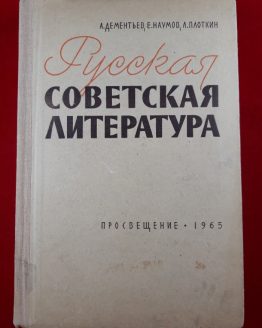 А. ДЕМЕНТЬЕВ, Е. НАУМОВ, Л. ПЛОТКИН
Русская
СОВЕТСКАЯ
ЛИТЕРАТУРА
ПРОСВЕЩЕНИЕ • 1965